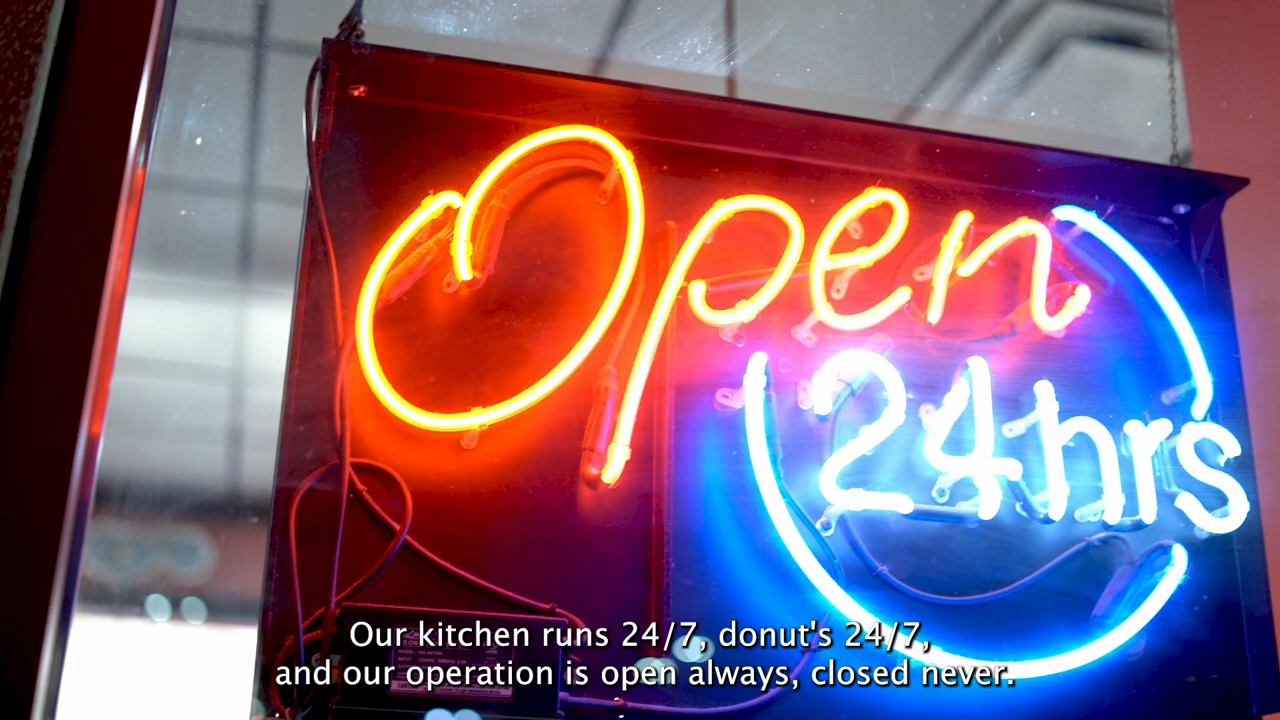 Open
24hrs
Our kitchen runs 24/7, donut's 24/7,
and our operation is open always, closed never.